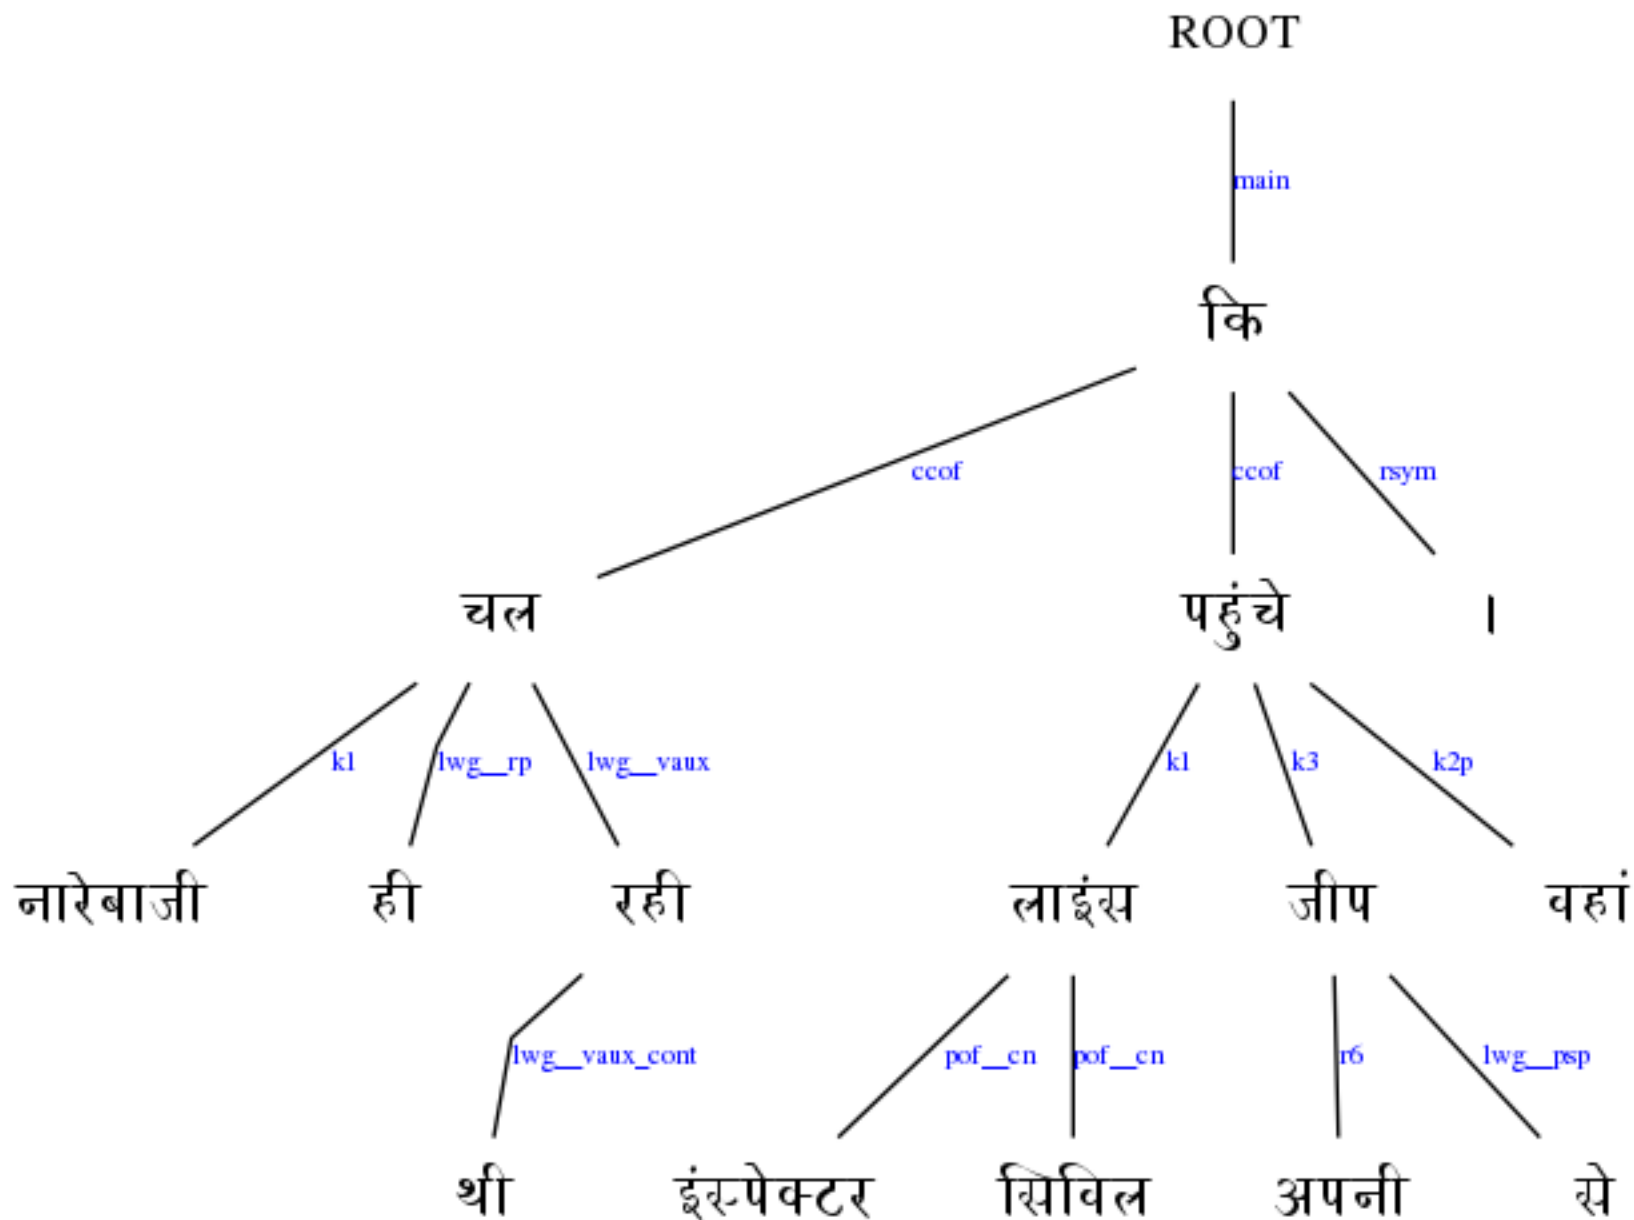 ROOT
main
कि
ccof ccof rsym
चल पहुंचे ।
k1 lwg__rp lwg__vaux k1 k3 k2p
नारेबाजी ही रही लाइंस जीप वहां
lwg__vaux_cont pof__cn pof__cn r6 lwg__psp
थी इंस्पेक्टर सिविल अपनी से